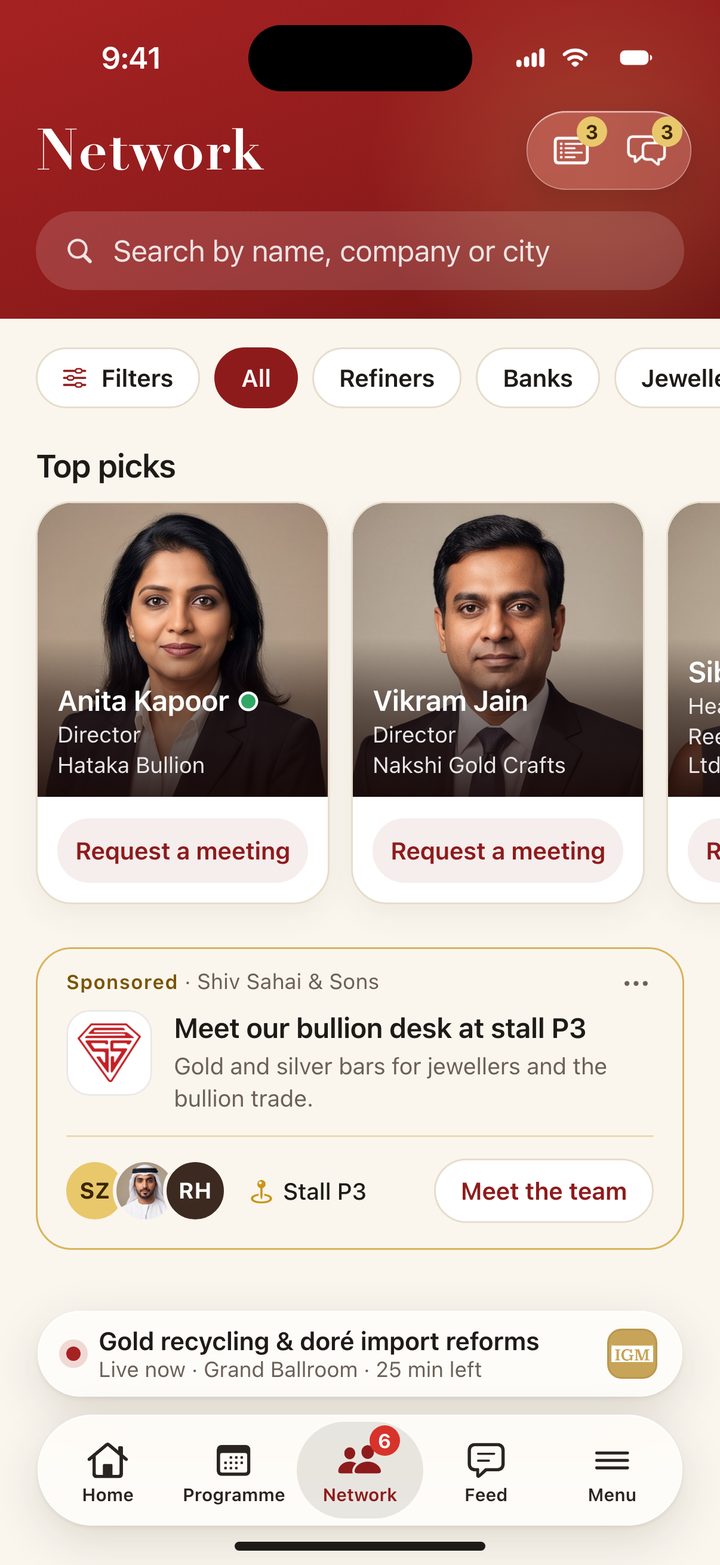 9:41
Network
3
3
Search by name, company or city
Filters
All
Refiners
Banks
Top picks
Anita Kapoor
Director
Hataka Bullion
Vikram Jain
Director
Nakshi Gold Crafts
Ltd
Request a meeting
Request a meeting
Sponsored · Shiv Sahai & Sons
Meet our bullion desk at stall P3
Gold and silver bars for jewellers and the
bullion trade.
SZ
RH
Stall P3
Meet the team
Gold recycling & doré import reforms
Live now · Grand Ballroom · 25 min left
IGM
6
Home
Programme
Network
Feed
Menu